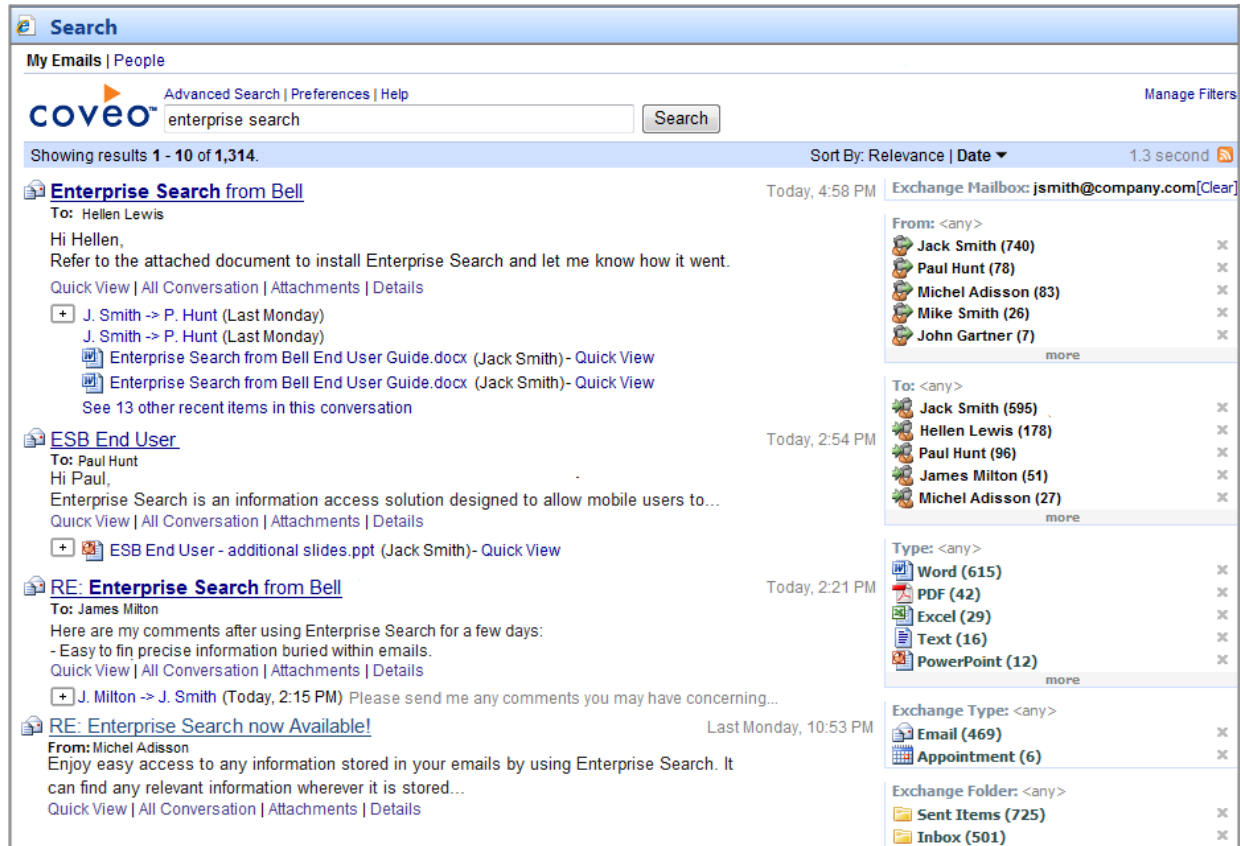 Search
My Emails | People
coveo™
Advanced Search | Preferences | Help
Manage Filters
enterprise search
Search
Showing results 1 - 10 of 1,314.
Sort By: Relevance | Date
1.3 second
Enterprise Search from Bell
Today, 4:58 PM
To: Hellen Lewis
Hi Hellen,
Refer to the attached document to install Enterprise Search and let me know how it went.
Quick View | All Conversation | Attachments | Details
+ J. Smith -> P. Hunt (Last Monday)
J. Smith -> P. Hunt (Last Monday)
Enterprise Search from Bell End User Guide.docx (Jack Smith) - Quick View
Enterprise Search from Bell End User Guide.docx (Jack Smith) - Quick View
See 13 other recent items in this conversation
ESB End User
Today, 2:54 PM
To: Paul Hunt
Hi Paul,
Enterprise Search is an information access solution designed to allow mobile users to...
Quick View | All Conversation | Attachments | Details
+ ESB End User - additional slides.ppt (Jack Smith) - Quick View
RE: Enterprise Search from Bell
Today, 2:21 PM
To: James Milton
Here are my comments after using Enterprise Search for a few days:
- Easy to fin precise information buried within emails.
Quick View | All Conversation | Attachments | Details
+ J. Milton -> J. Smith (Today, 2:15 PM) Please send me any comments you may have concerning...
RE: Enterprise Search now Available!
Last Monday, 10:53 PM
From: Michel Adisson
Enjoy easy access to any information stored in your emails by using Enterprise Search. It
can find any relevant information wherever it is stored...
Quick View | All Conversation | Attachments | Details
Exchange Mailbox: jsmith@company.com[Clear]
From: <any>
Jack Smith (740)
Paul Hunt (78)
Michel Adisson (83)
Mike Smith (26)
John Gartner (7)
more
To: <any>
Jack Smith (595)
Hellen Lewis (178)
Paul Hunt (96)
James Milton (51)
Michel Adisson (27)
more
Type: <any>
Word (615)
PDF (42)
Excel (29)
Text (16)
PowerPoint (12)
more
Exchange Type: <any>
Email (469)
Appointment (6)
Exchange Folder: <any>
Sent Items (725)
Inbox (501)